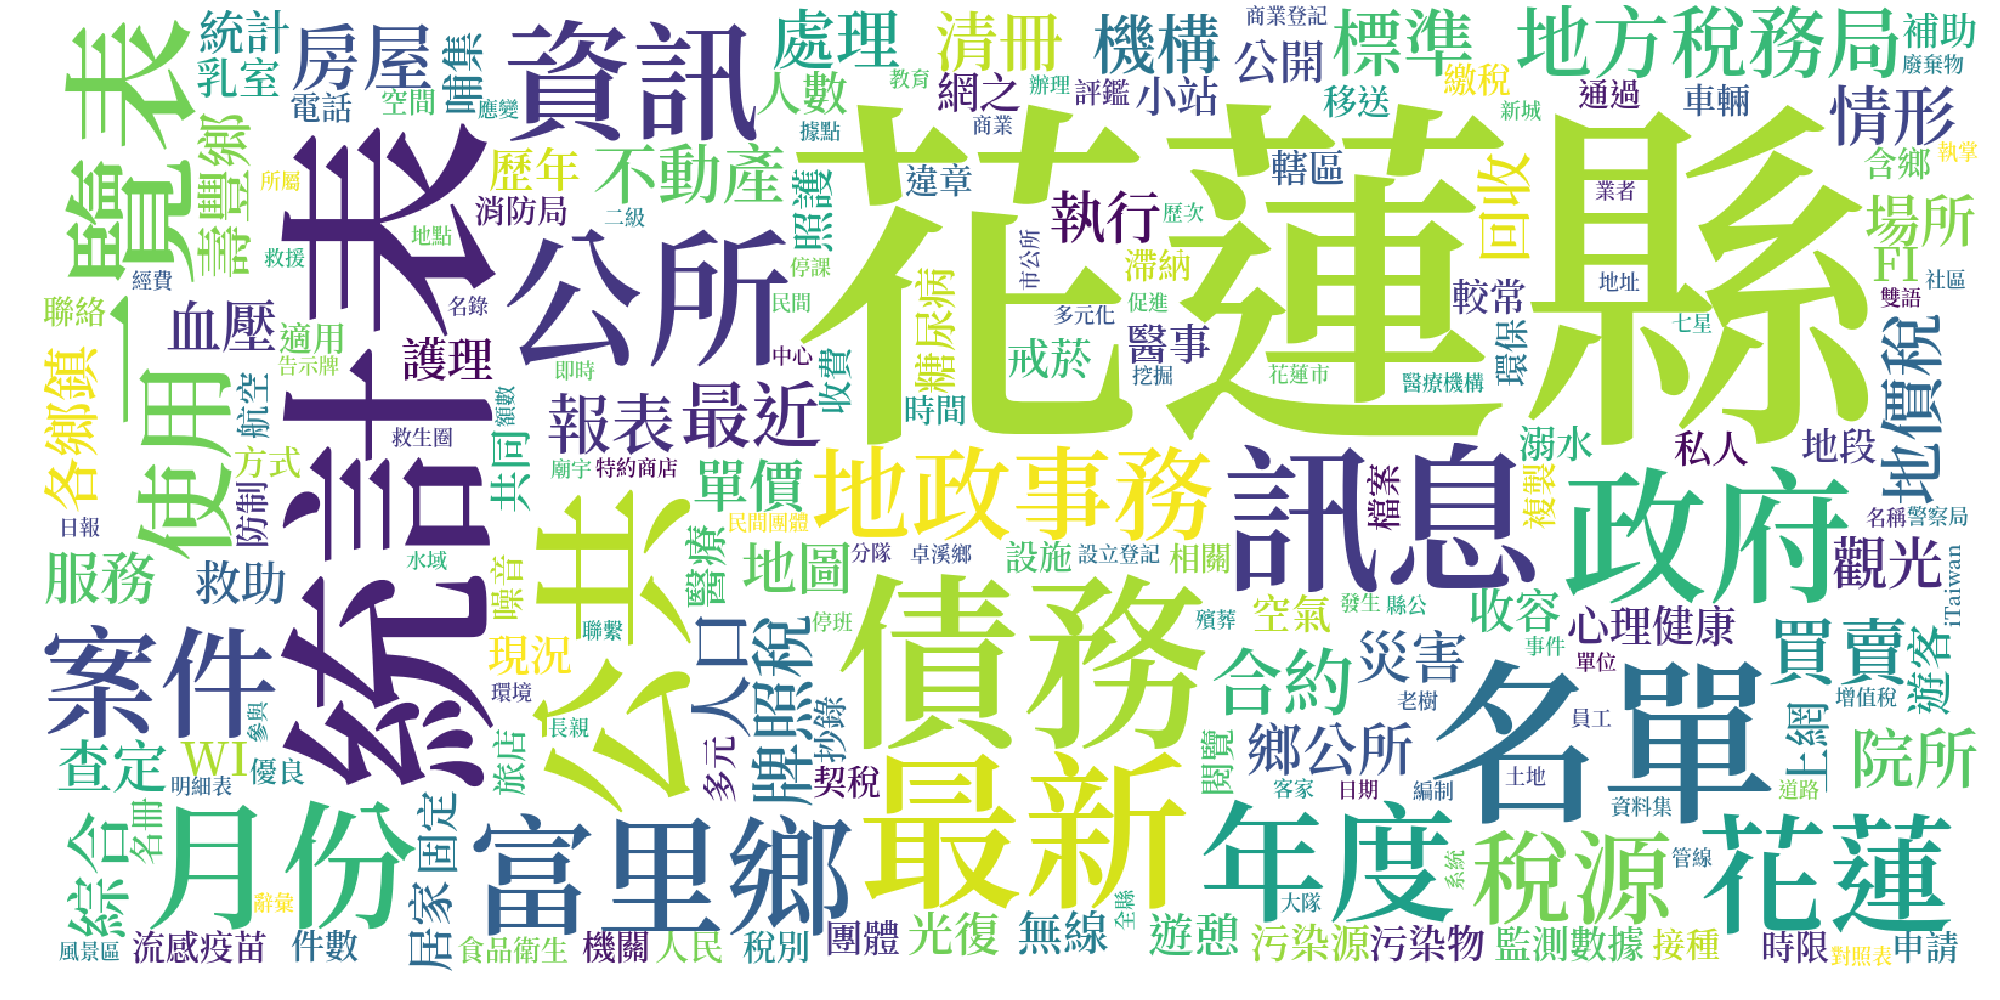 花蓮縣
統計表
一覽表
資訊
公所
公共
債務
最新
訊息
政府
名單
使用
案件
月份
富里鄉
年度
稅源
花蓮
地政事務
地方稅務局
統計
乳室
房屋
哺集
電話
空間
應變
處理
人數
清冊
機構
商業登記
公開
標準
補助
廢棄物
教育
辦理
網之
評鑑
小站
移送
繳稅
通過
車輛
情形
新城
商業
據點
壽豐鄉
所屬
歷年
不動產
照護
違章
轄區
回收
業者
含鄉
執掌
場所
消防局
二級
執行
歷次
地點
救援
經費
停課
滯納
市公所
FI
社區
地址
較常
雙語
聯絡
血壓
適用
名錄
民間
糖尿病
多元化
促進
醫事
七星
環保
地價稅
各鄉鎮
告示牌
護理
中心
即時
收費
戒菸
挖掘
花蓮市
醫療機構
航空
額數
報表
最近
時間
救生圈
方式
共同
廟宇
特約商店
單價
溺水
私人
地段
檔案
複製
日報
防制
民間團體
名稱
警察局
服務
救助
水域
噪音
醫療
地圖
分隊
卓溪鄉
設施
設立登記
相關
觀光
iTaiwan
聯繫
停班
殯葬
空氣
發生
縣公
收容
心理健康
事件
現況
人口
合約
災害
單位
買賣
遊客
環境
參與
長親
牌照稅
抄錄
老樹
員工
增值稅
查定
WI
優良
明細表
旅店
多元
契稅
閱覽
鄉公所
上網
院所
客家
日期
編制
土地
資料集
道路
綜合
名冊
固定
居家
辭彙
管線
系統
大隊
全縣
風景區
流感疫苗
件數
食品衛生
機關
人民
稅別
團體
光復
無線
遊憩
污染源
污染物
監測數據
接種
時限
對照表
申請